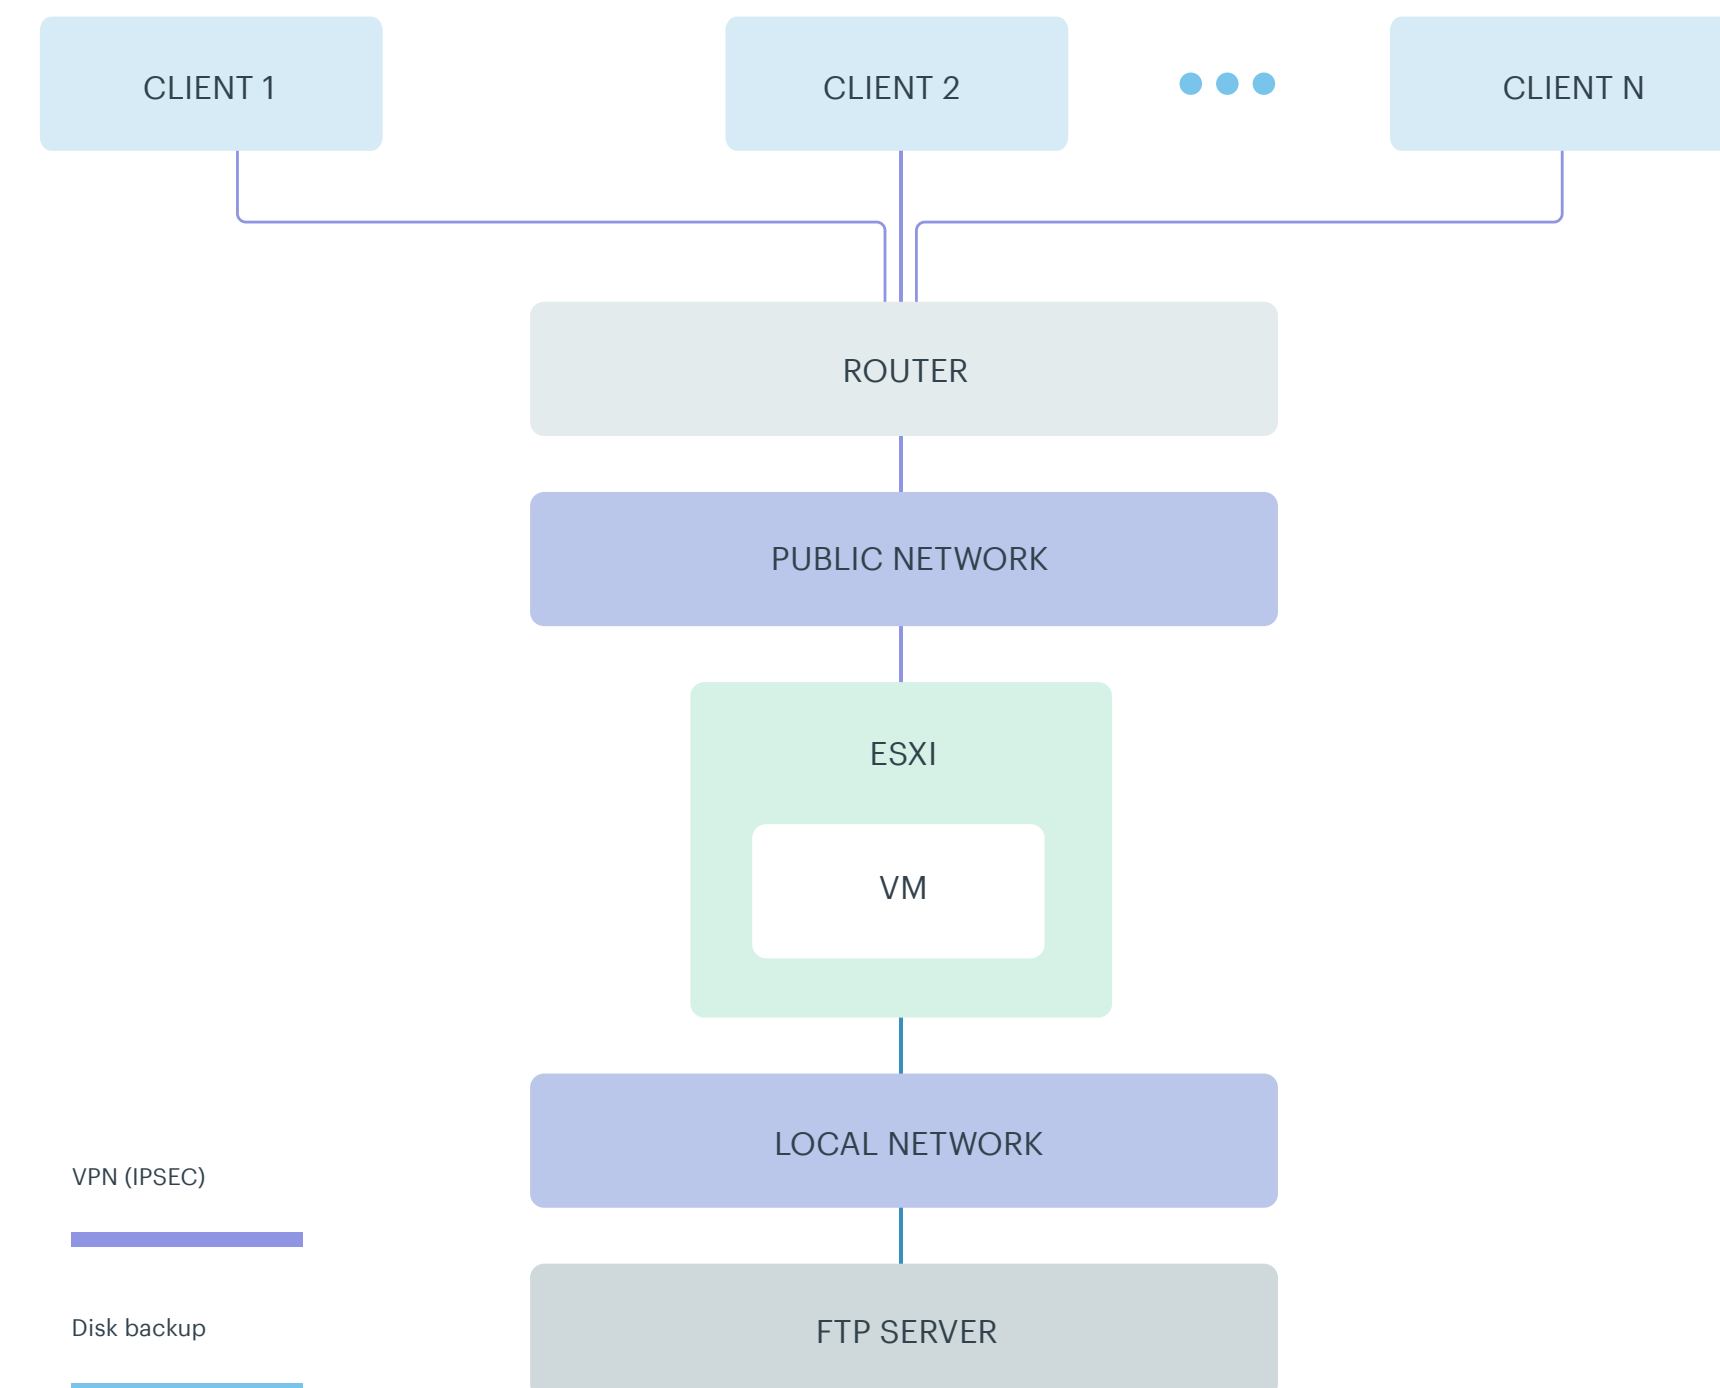 CLIENT 1
CLIENT 2
CLIENT N
ROUTER
PUBLIC NETWORK
ESXI
VM
LOCAL NETWORK
VPN (IPSEC)
Disk backup
FTP SERVER